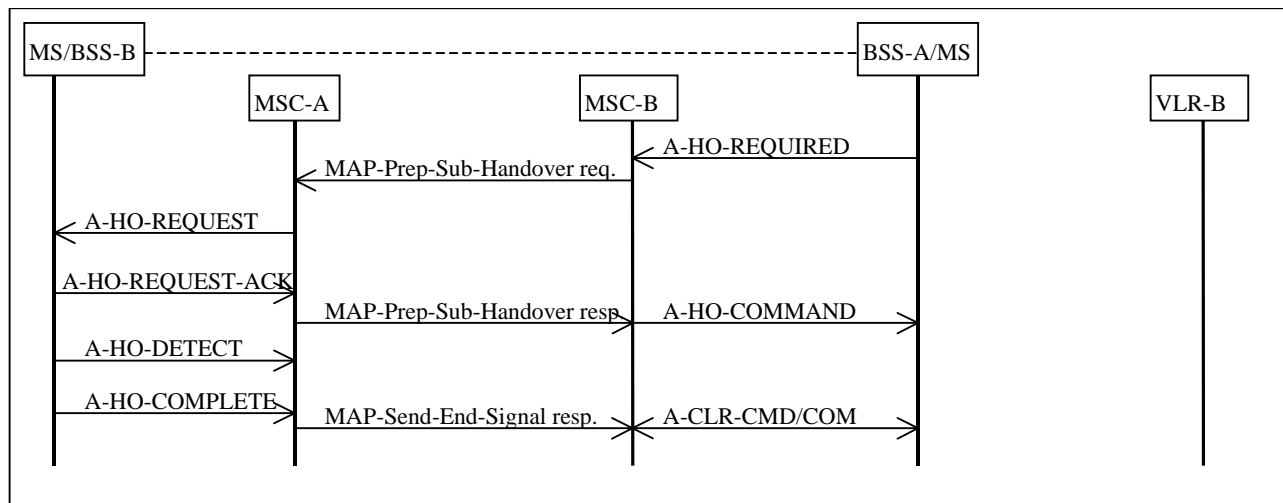 MS/BSS-B
BSS-A/MS
MSC-A
MSC-B
VLR-B
A-HO-REQUIRED
MAP-Prep-Sub-Handover req.
A-HO-REQUEST
A-HO-REQUEST-ACK
MAP-Prep-Sub-Handover resp.
A-HO-COMMAND
A-HO-DETECT
A-HO-COMPLETE
MAP-Send-End-Signal resp.
A-CLR-CMD/COM